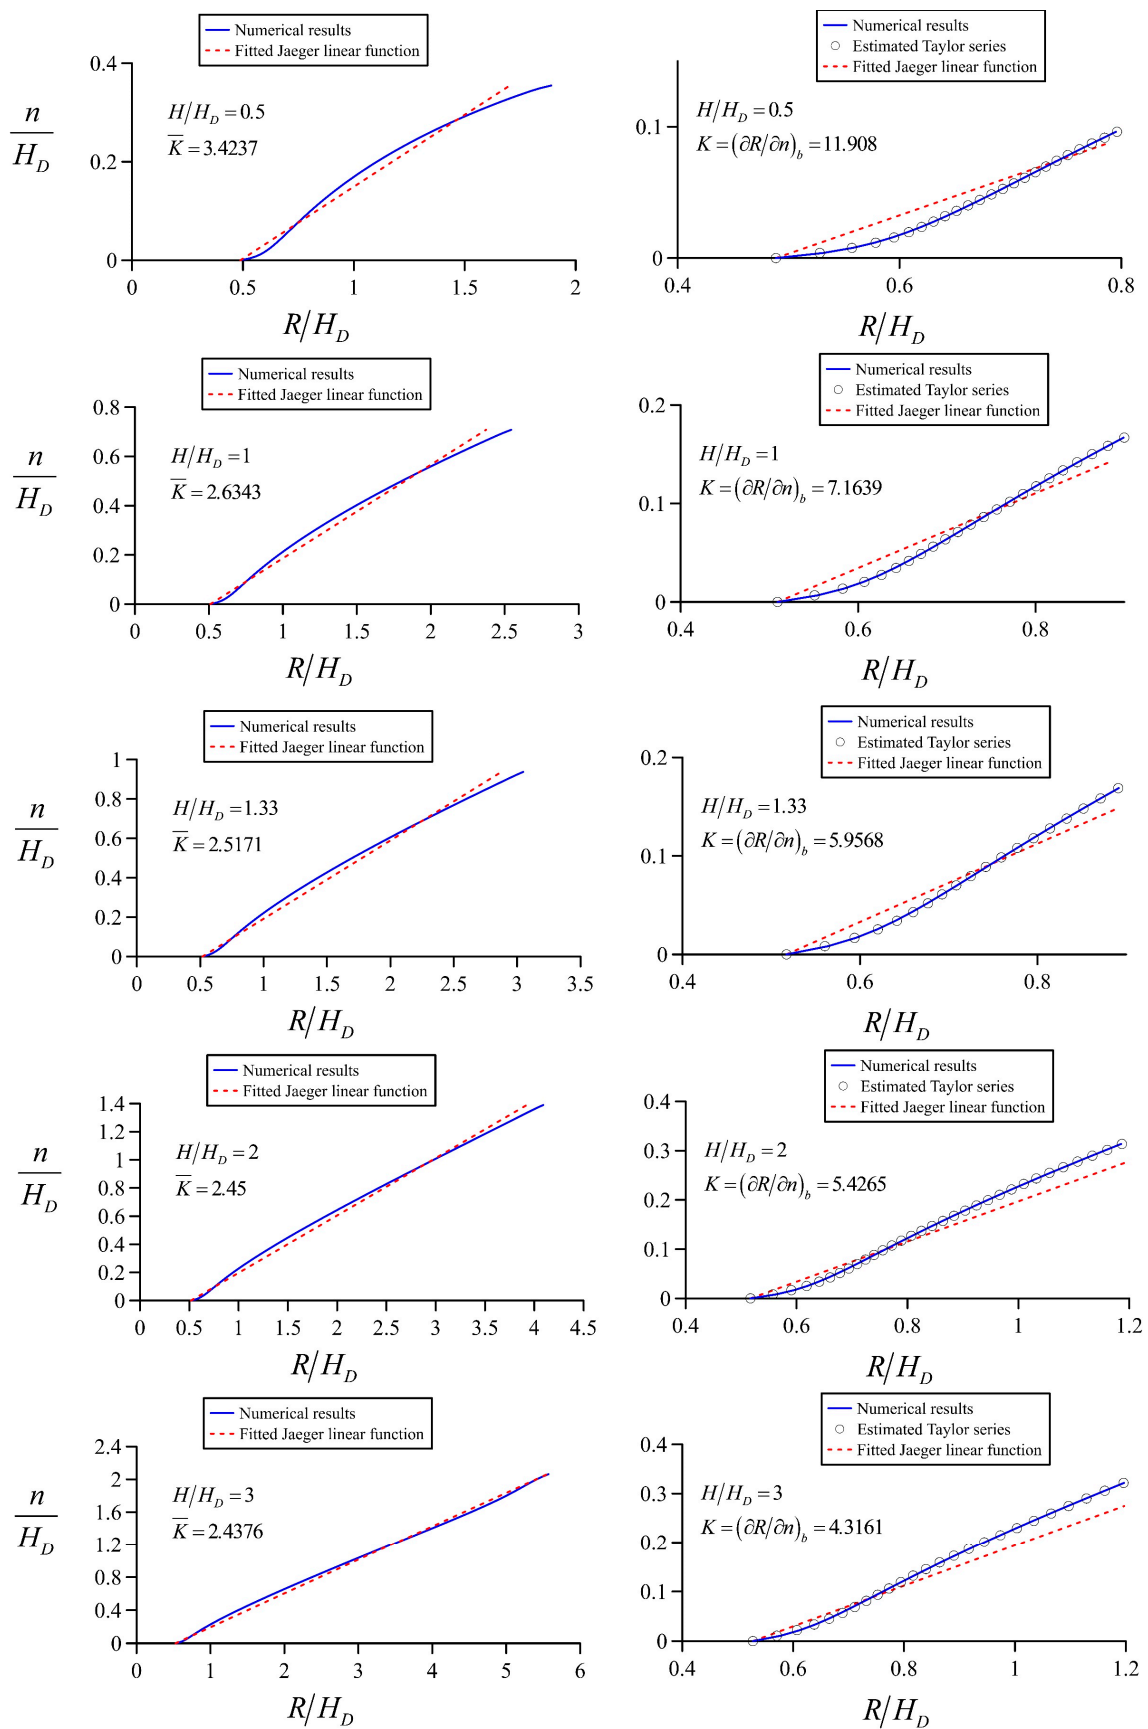 Numerical results
Fitted Jaeger linear function
n/H_D
H/H_D = 0.5
K̅ = 3.4237
0.4
0.2
0
0
0.5
1
1.5
2
R/H_D
Numerical results
Estimated Taylor series
Fitted Jaeger linear function
H/H_D = 0.5
K = (∂R/∂n)_b = 11.908
0.1
0
0.4
0.6
0.8
R/H_D
Numerical results
Fitted Jaeger linear function
n/H_D
H/H_D = 1
K̅ = 2.6343
0.8
0.6
0.4
0.2
0
0
0.5
1
1.5
2
2.5
3
R/H_D
Numerical results
Estimated Taylor series
Fitted Jaeger linear function
H/H_D = 1
K = (∂R/∂n)_b = 7.1639
0.2
0.1
0
0.4
0.6
0.8
R/H_D
Numerical results
Fitted Jaeger linear function
n/H_D
H/H_D = 1.33
K̅ = 2.5171
1
0.8
0.6
0.4
0.2
0
0
0.5
1
1.5
2
2.5
3
3.5
R/H_D
Numerical results
Estimated Taylor series
Fitted Jaeger linear function
H/H_D = 1.33
K = (∂R/∂n)_b = 5.9568
0.2
0.1
0
0.4
0.6
0.8
R/H_D
Numerical results
Fitted Jaeger linear function
n/H_D
H/H_D = 2
K̅ = 2.45
1.4
1.2
1
0.8
0.6
0.4
0.2
0
0
0.5
1
1.5
2
2.5
3
3.5
4
4.5
R/H_D
Numerical results
Estimated Taylor series
Fitted Jaeger linear function
H/H_D = 2
K = (∂R/∂n)_b = 5.4265
0.4
0.3
0.2
0.1
0
0.4
0.6
0.8
1
1.2
R/H_D
Numerical results
Fitted Jaeger linear function
n/H_D
H/H_D = 3
K̅ = 2.4376
2.4
2
1.6
1.2
0.8
0.4
0
0
1
2
3
4
5
6
R/H_D
Numerical results
Estimated Taylor series
Fitted Jaeger linear function
H/H_D = 3
K = (∂R/∂n)_b = 4.3161
0.4
0.3
0.2
0.1
0
0.4
0.6
0.8
1
1.2
R/H_D